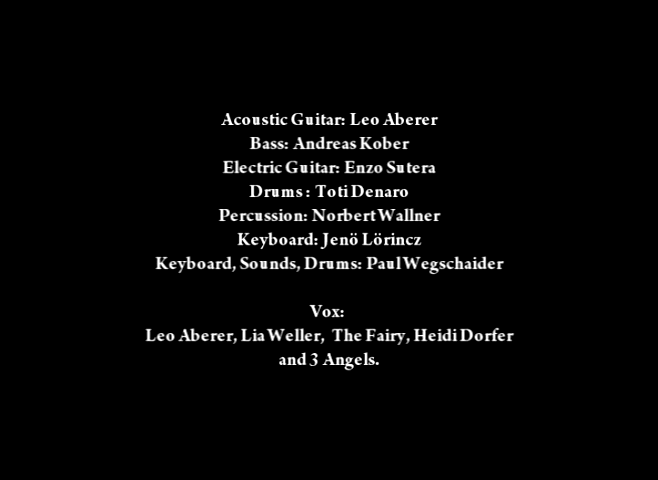 Acoustic Guitar: Leo Aberer
Bass: Andreas Kober
Electric Guitar: Enzo Sutera
Drums : Toti Denaro
Percussion: Norbert Wallner
Keyboard: Jenö Lörincz
Keyboard, Sounds, Drums: Paul Wegschaider
Vox:
Leo Aberer, Lia Weller, The Fairy, Heidi Dorfer
and 3 Angels.